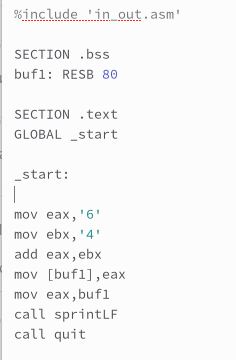 %include 'in_out.asm'
SECTION .bss
buf1: RESB 80
SECTION .text
GLOBAL _start
_start:
mov eax,'6'
mov ebx,'4'
add eax,ebx
mov [buf1],eax
mov eax,buf1
call sprintLF
call quit